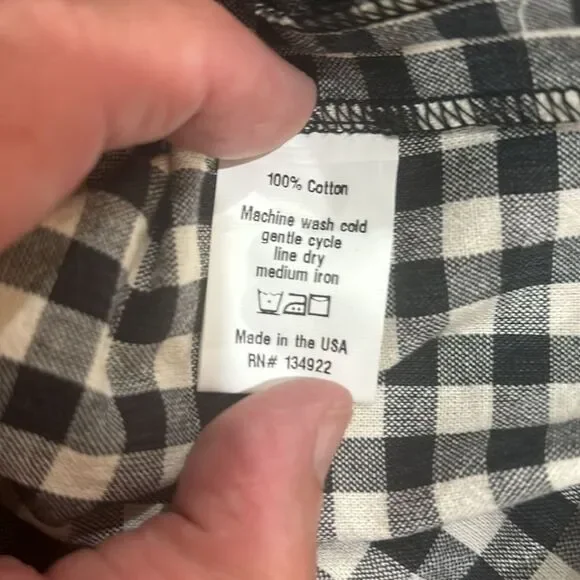 100% Cotton
Machine wash cold
gentle cycle
line dry
medium iron
Made in the USA
RN# 134922